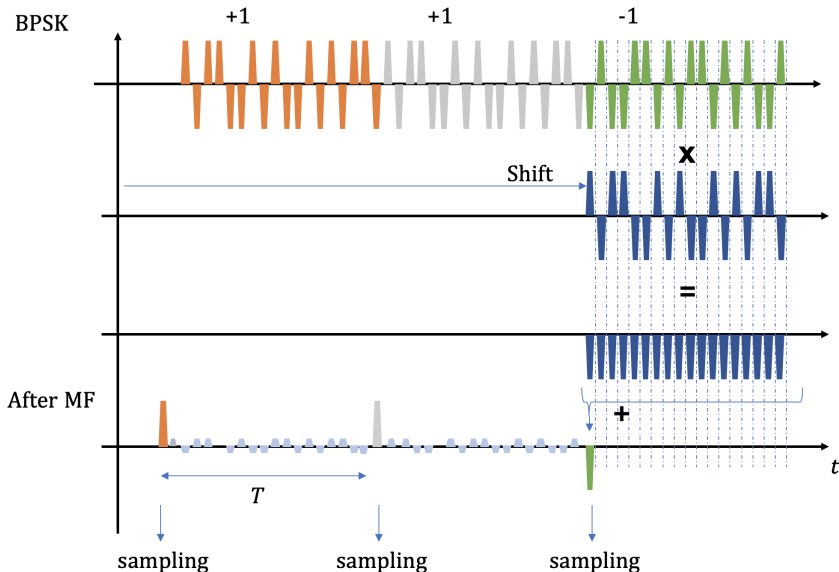 BPSK +1 +1 -1
x
Shift
=
After MF
+
T
t
sampling sampling sampling